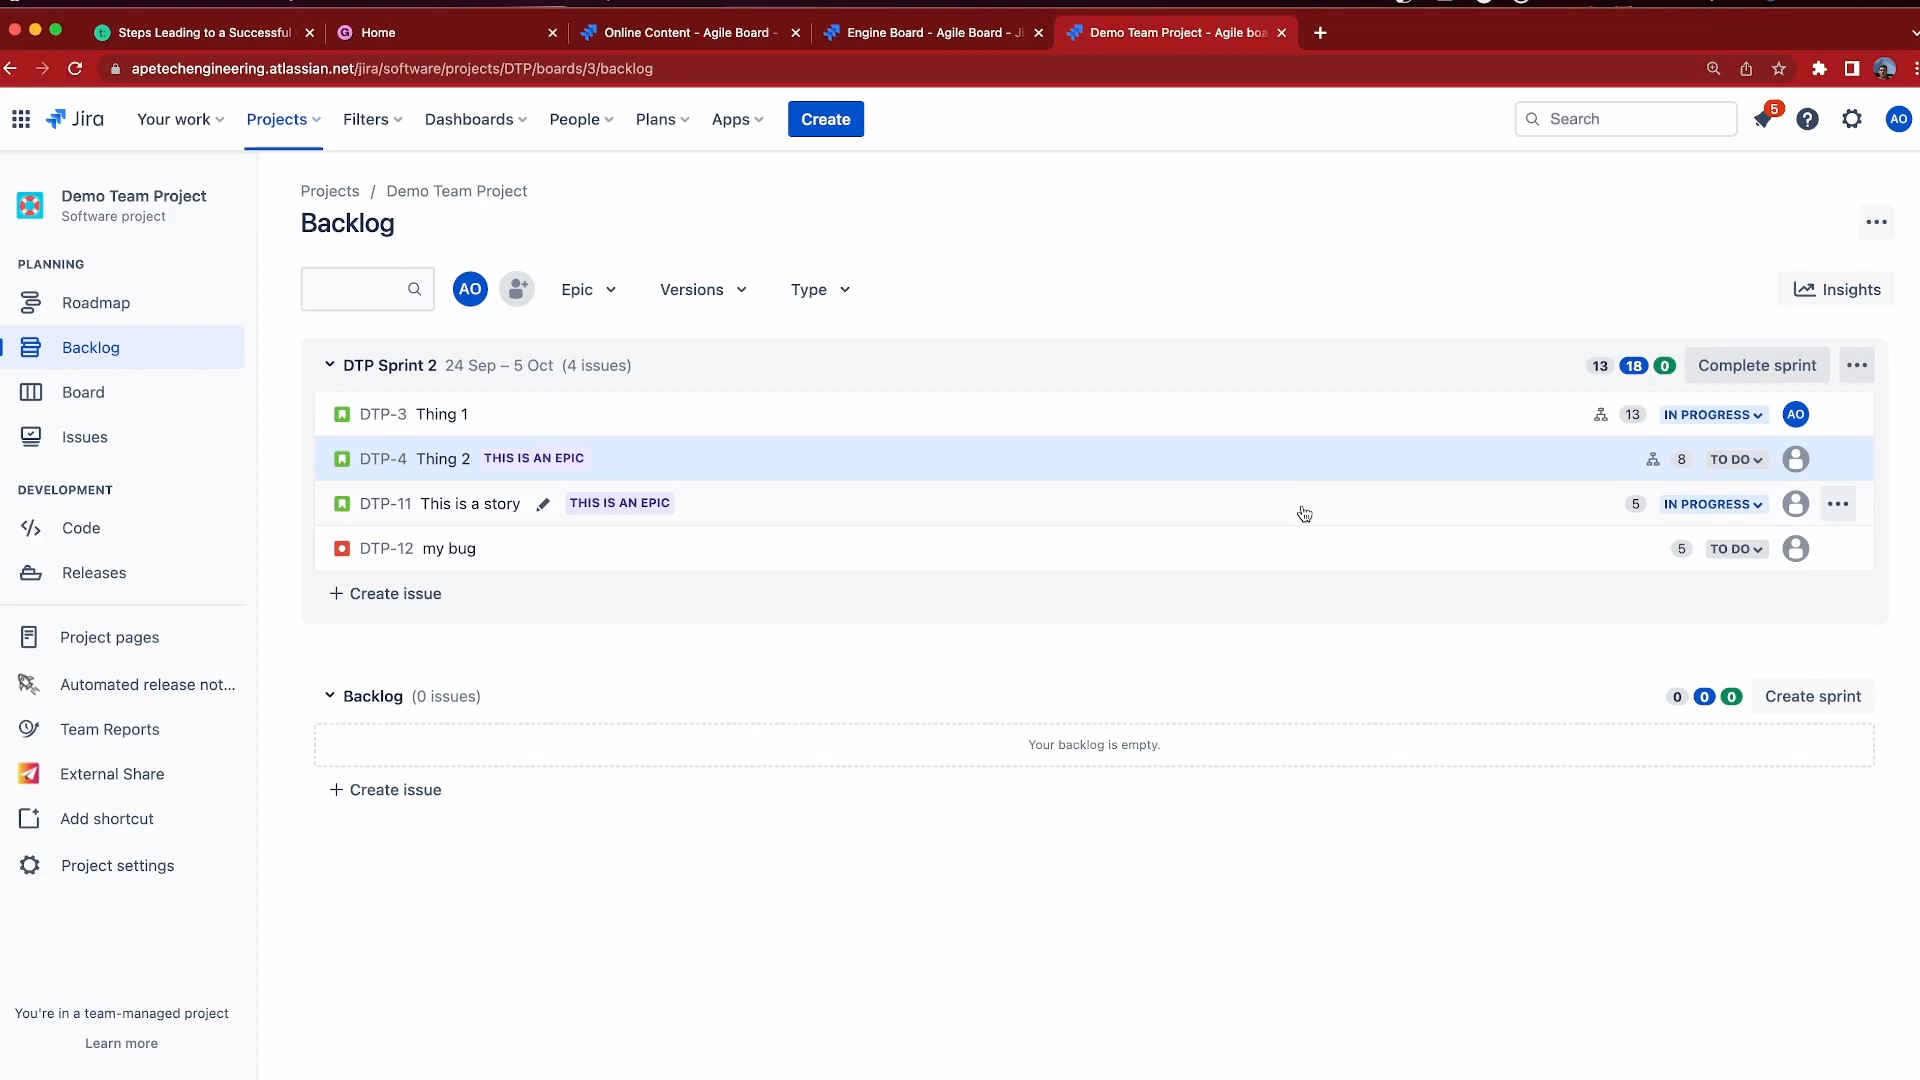 Steps Leading to a Successful
Home
Online Content - Agile Board -
Engine Board - Agile Board - Ji
Demo Team Project - Agile boa
apetechengineering.atlassian.net/jira/software/projects/DTP/boards/3/backlog
Jira
Your work
Projects
Filters
Dashboards
People
Plans
Apps
Create
Search
5
AO
Demo Team Project
Software project
PLANNING
Roadmap
Backlog
Board
Issues
DEVELOPMENT
Code
Releases
Project pages
Automated release not...
Team Reports
External Share
Add shortcut
Project settings
You're in a team-managed project
Learn more
Projects / Demo Team Project
Backlog
AO
Epic
Versions
Type
Insights
DTP Sprint 2 24 Sep – 5 Oct (4 issues) 13 18 0 Complete sprint
DTP-3 Thing 1 13 IN PROGRESS AO
DTP-4 Thing 2 THIS IS AN EPIC 8 TO DO
DTP-11 This is a story THIS IS AN EPIC 5 IN PROGRESS
DTP-12 my bug 5 TO DO
+ Create issue
Backlog (0 issues) 0 0 0 Create sprint
Your backlog is empty.
+ Create issue